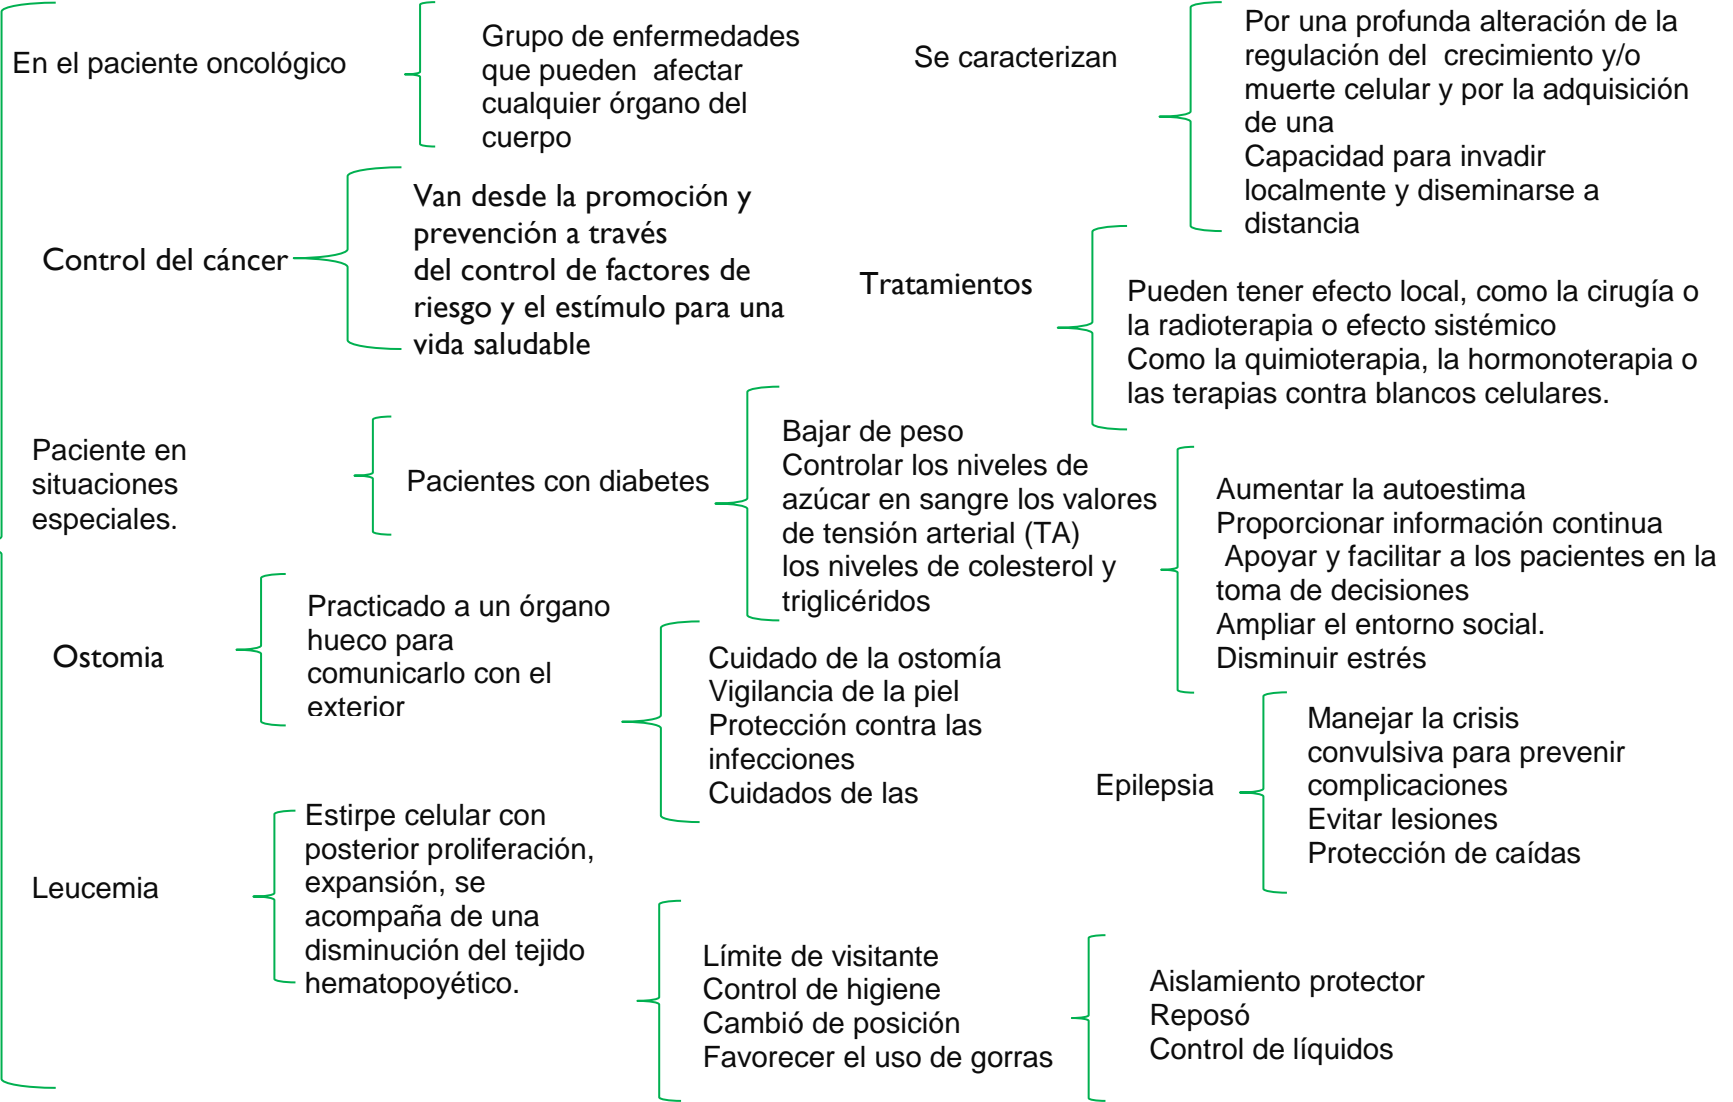 En el paciente oncológico
Grupo de enfermedades
que pueden  afectar
cualquier órgano del
cuerpo
Se caracterizan
Por una profunda alteración de la
regulación del  crecimiento y/o
muerte celular y por la adquisición
de una
Capacidad para invadir
localmente y diseminarse a
distancia
Control del cáncer
Van desde la promoción y
prevención a través
del control de factores de
riesgo y el estímulo para una
vida saludable
Tratamientos
Pueden tener efecto local, como la cirugía o
la radioterapia o efecto sistémico
Como la quimioterapia, la hormonoterapia o
las terapias contra blancos celulares.
Paciente en
situaciones
especiales.
Pacientes con diabetes
Bajar de peso
Controlar los niveles de
azúcar en sangre los valores
de tensión arterial (TA)
los niveles de colesterol y
triglicéridos
Aumentar la autoestima
Proporcionar información continua
Apoyar y facilitar a los pacientes en la
toma de decisiones
Ampliar el entorno social.
Disminuir estrés
Ostomia
Practicado a un órgano
hueco para
comunicarlo con el
exterior
Cuidado de la ostomía
Vigilancia de la piel
Protección contra las
infecciones
Cuidados de las
Epilepsia
Manejar la crisis
convulsiva para prevenir
complicaciones
Evitar lesiones
Protección de caídas
Leucemia
Estirpe celular con
posterior proliferación,
expansión, se
acompaña de una
disminución del tejido
hematopoyético.
Límite de visitante
Control de higiene
Cambió de posición
Favorecer el uso de gorras
Aislamiento protector
Reposó
Control de líquidos